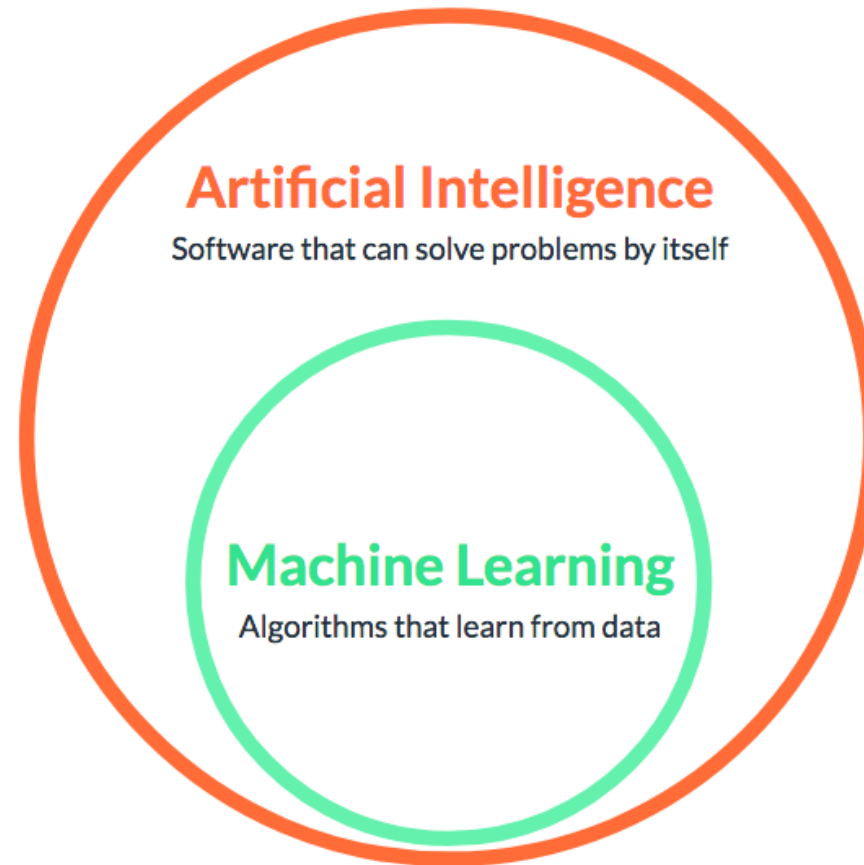 Artificial Intelligence
Software that can solve problems by itself
Machine Learning
Algorithms that learn from data